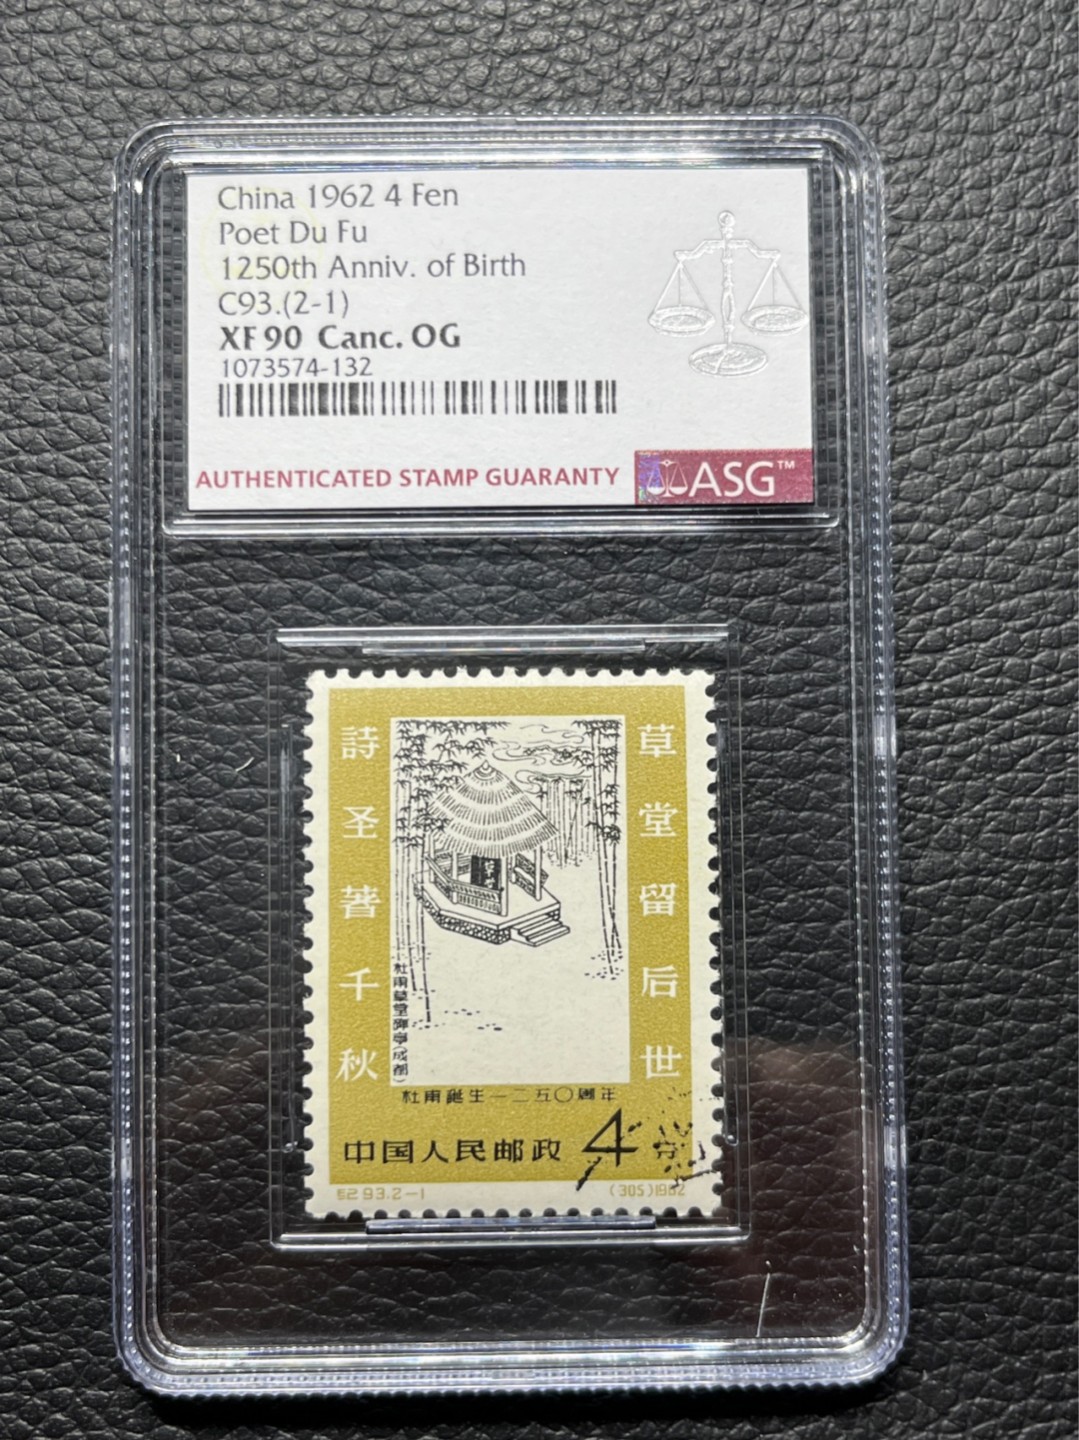 China 1962 4 Fen
Poet Du Fu
1250th Anniv. of Birth
C93.(2-1)
XF 90 Canc. OG
1073574-132
AUTHENTICATED STAMP GUARANTY
ASG™
草堂留后世
詩圣著千秋
杜甫草堂碑亭(成都)
杜甫誕生一二五〇周年
中国人民邮政 4 分
纪93.2-1
(305)1962